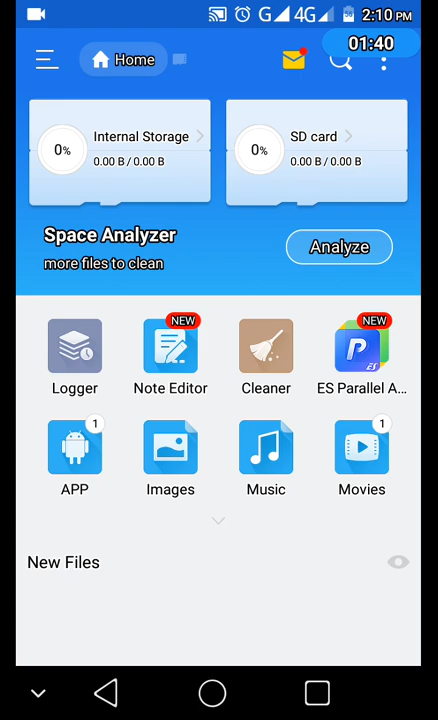 G 4G 2:10 PM
01:40
Home
Internal Storage
0%
0.00 B / 0.00 B
SD card
0%
0.00 B / 0.00 B
Space Analyzer
more files to clean
Analyze
NEW
NEW
Logger
Note Editor
Cleaner
ES Parallel A...
P
ES
1
1
APP
Images
Music
Movies
New Files